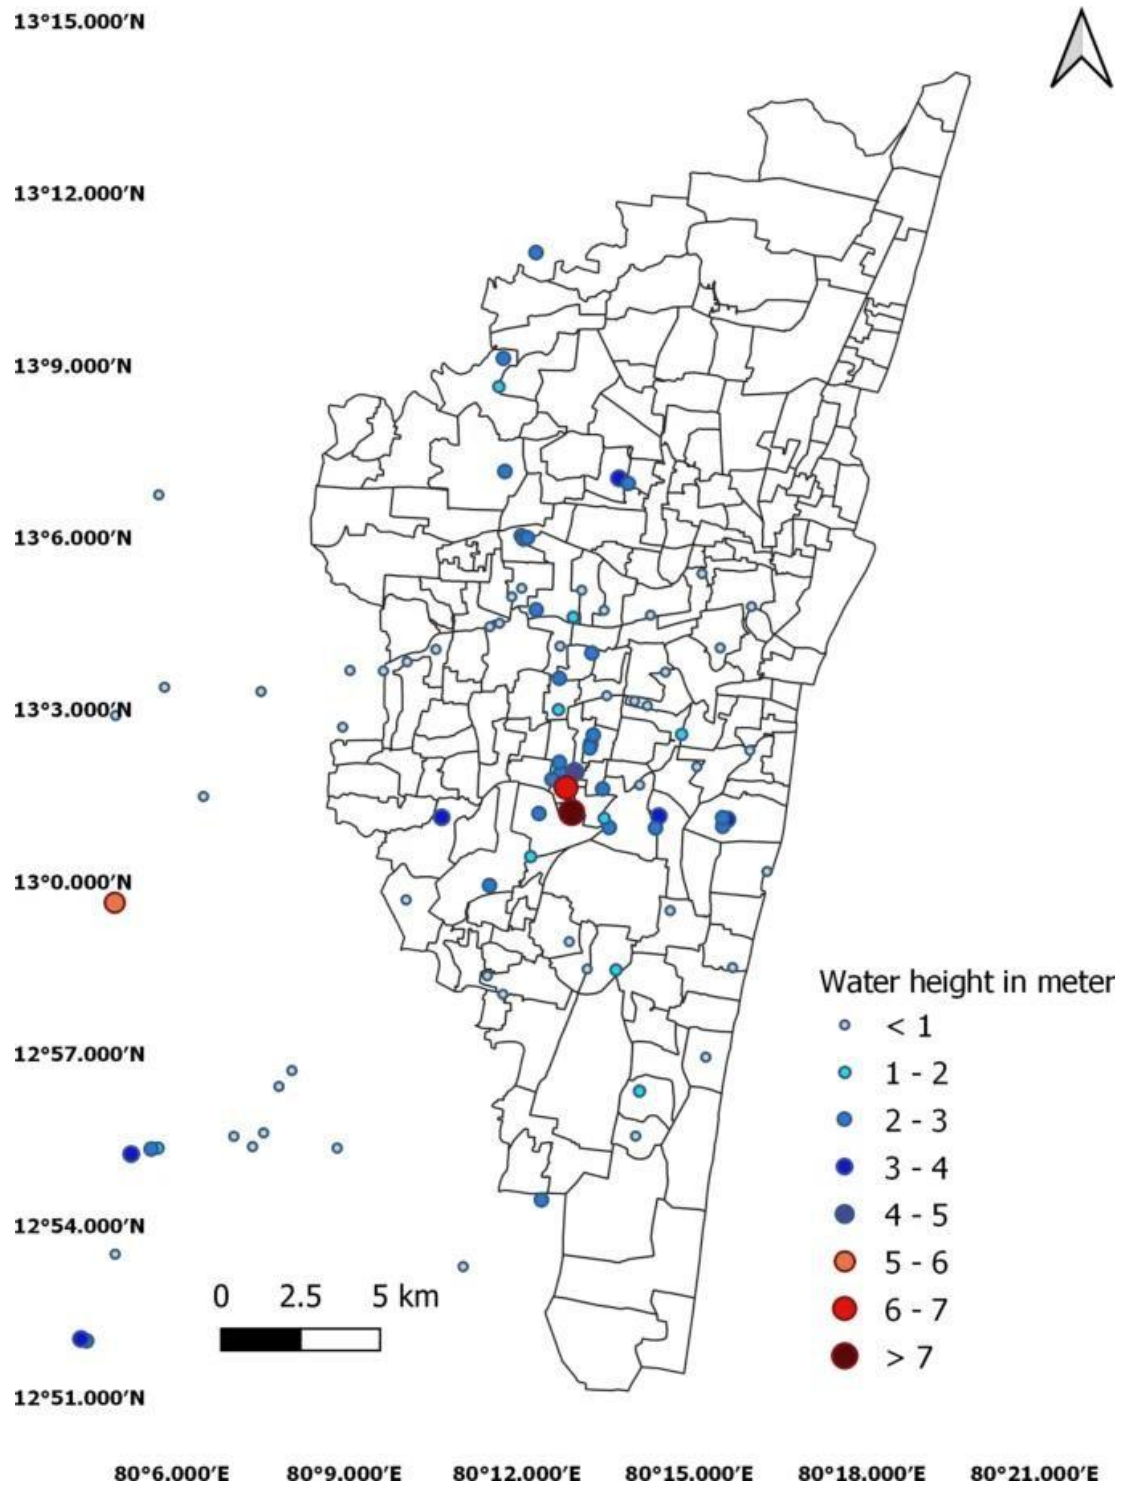 13°15.000′N
13°12.000′N
13°9.000′N
13°6.000′N
13°3.000′N
13°0.000′N
12°57.000′N
12°54.000′N
12°51.000′N
Water height in meter
< 1
1 - 2
2 - 3
3 - 4
4 - 5
5 - 6
6 - 7
> 7
0 2.5 5 km
80°6.000′E 80°9.000′E 80°12.000′E 80°15.000′E 80°18.000′E 80°21.000′E